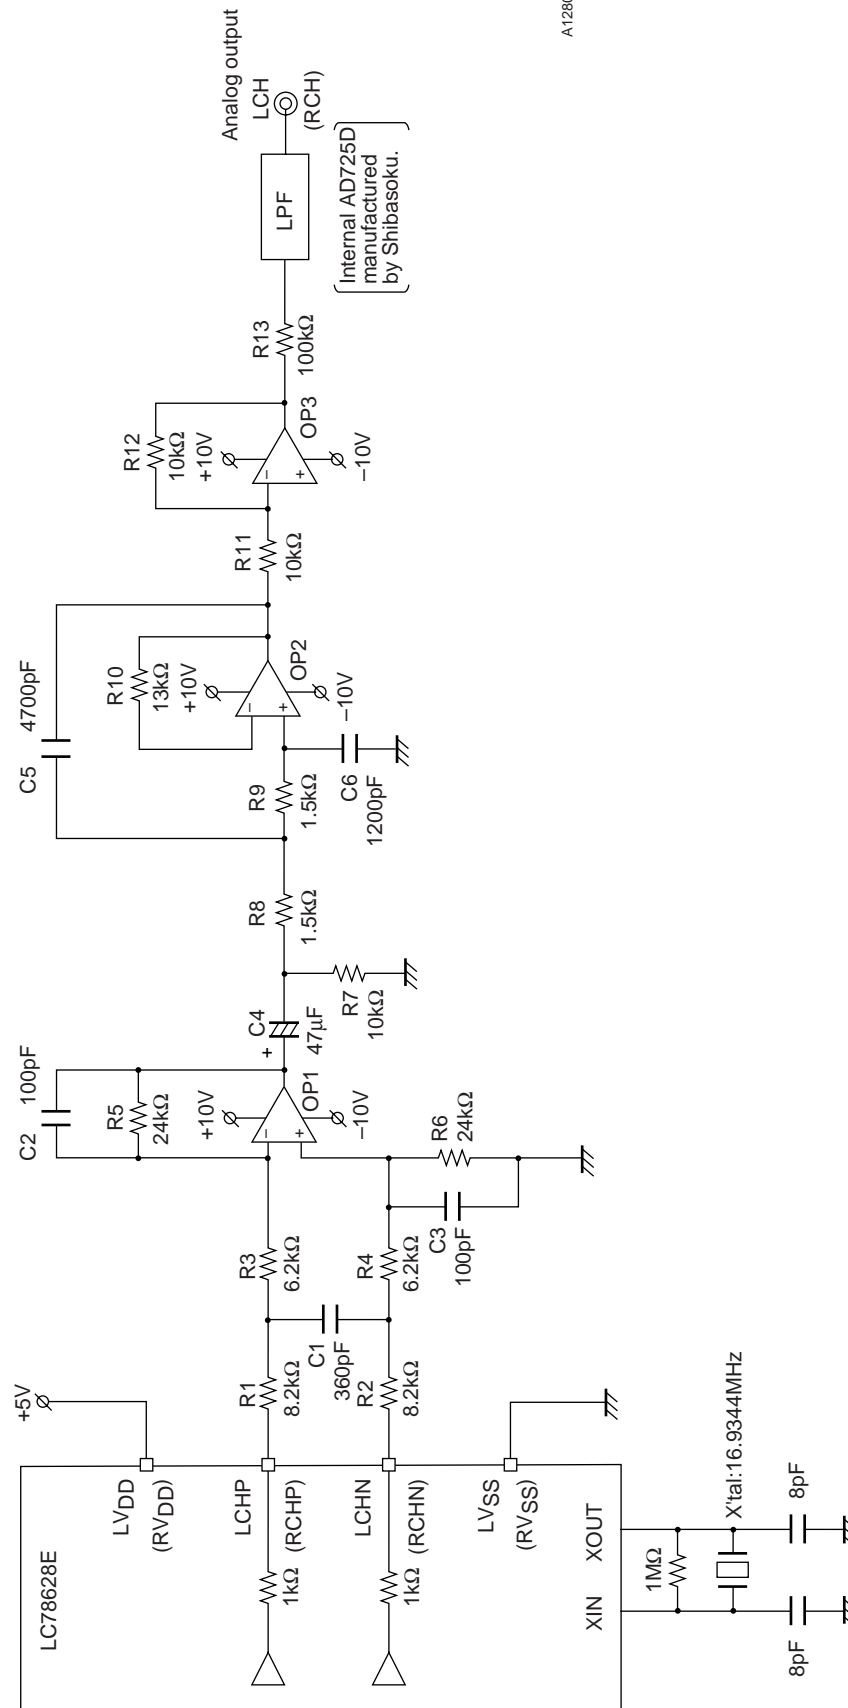 A1280
Analog output
LCH
(RCH)
LPF
Internal AD725D
manufactured
by Shibasoku.
R13
100kΩ
R12
10kΩ
+10V
OP3
–
+
–10V
R11
10kΩ
4700pF
C5
R10
13kΩ
+10V
OP2
–
+
–10V
R9
1.5kΩ
C6
1200pF
R8
1.5kΩ
C4
+
47µF
R7
10kΩ
100pF
C2
R5
24kΩ
+10V
OP1
–
+
–10V
R6
24kΩ
C3
100pF
R3
6.2kΩ
R4
6.2kΩ
C1
360pF
R1
8.2kΩ
R2
8.2kΩ
+5V
LC78628E
LVDD
(RVDD)
LCHP
(RCHP)
1kΩ
LCHN
(RCHN)
1kΩ
LVSS
(RVSS)
XOUT
XIN
1MΩ
X'tal:16.9344MHz
8pF
8pF